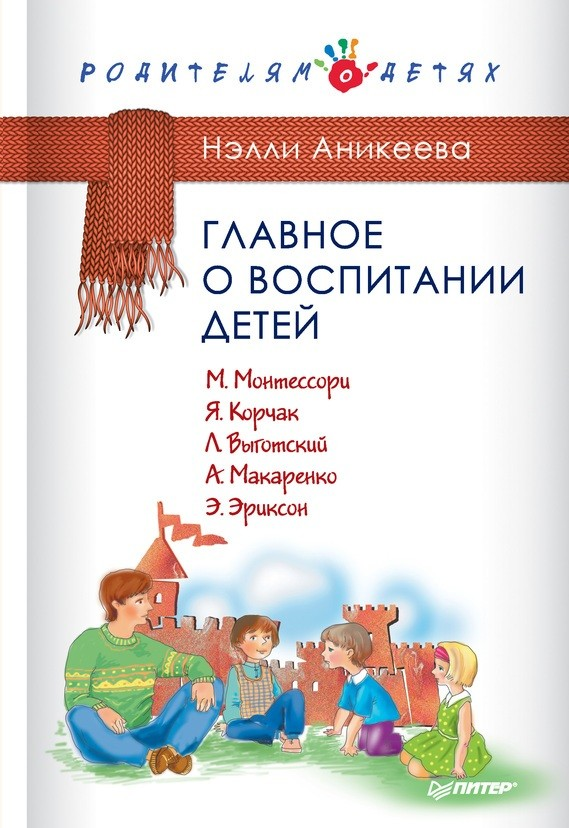 РОДИТЕЛЯМ О ДЕТЯХ
Нэлли Аникеева
ГЛАВНОЕ
О ВОСПИТАНИИ
ДЕТЕЙ
М. Монтессори
Я. Корчак
Л. Выготский
А. Макаренко
Э. Эриксон
ПИТЕР®